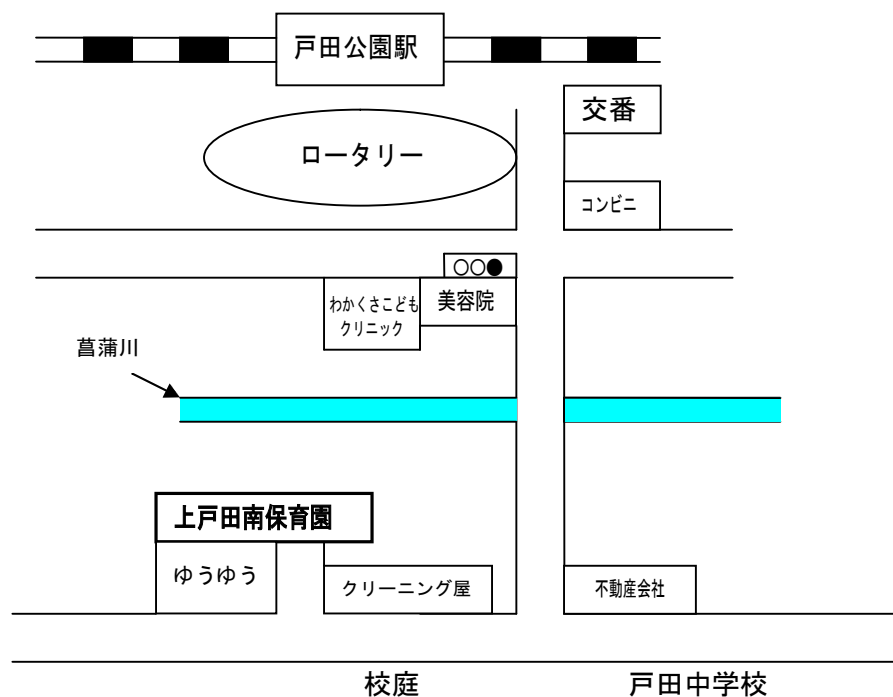 戸田公園駅
交番
ロータリー
コンビニ
わかくさこども
クリニック
美容院
菖蒲川
上戸田南保育園
ゆうゆう
クリーニング屋
不動産会社
校庭
戸田中学校